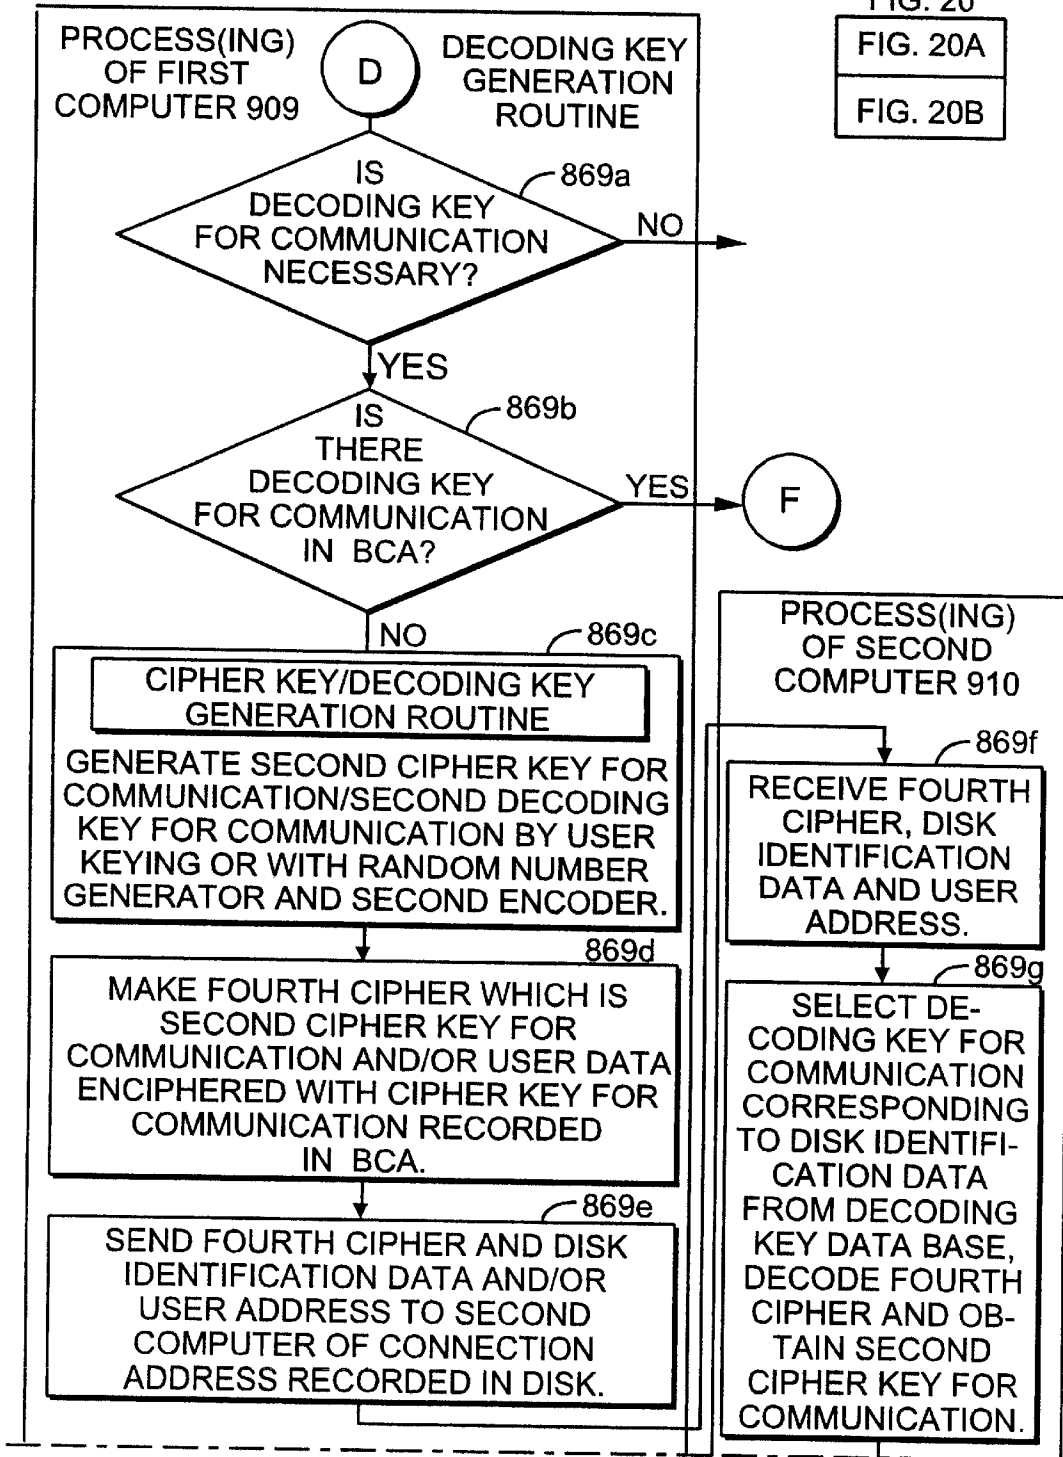 FIG. 20
FIG. 20A
FIG. 20B
PROCESS(ING)
OF FIRST
COMPUTER 909
D
DECODING KEY
GENERATION
ROUTINE
869a
IS
DECODING KEY
FOR COMMUNICATION
NECESSARY?
NO
YES
869b
IS
THERE
DECODING KEY
FOR COMMUNICATION
IN BCA?
YES
F
NO
869c
CIPHER KEY/DECODING KEY
GENERATION ROUTINE
GENERATE SECOND CIPHER KEY FOR
COMMUNICATION/SECOND DECODING
KEY FOR COMMUNICATION BY USER
KEYING OR WITH RANDOM NUMBER
GENERATOR AND SECOND ENCODER.
869d
MAKE FOURTH CIPHER WHICH IS
SECOND CIPHER KEY FOR
COMMUNICATION AND/OR USER DATA
ENCIPHERED WITH CIPHER KEY FOR
COMMUNICATION RECORDED
IN BCA.
869e
SEND FOURTH CIPHER AND DISK
IDENTIFICATION DATA AND/OR
USER ADDRESS TO SECOND
COMPUTER OF CONNECTION
ADDRESS RECORDED IN DISK.
PROCESS(ING)
OF SECOND
COMPUTER 910
869f
RECEIVE FOURTH
CIPHER, DISK
IDENTIFICATION
DATA AND USER
ADDRESS.
869g
SELECT DE-
CODING KEY FOR
COMMUNICATION
CORRESPONDING
TO DISK IDENTIFI-
CATION DATA
FROM DECODING
KEY DATA BASE,
DECODE FOURTH
CIPHER AND OB-
TAIN SECOND
CIPHER KEY FOR
COMMUNICATION.